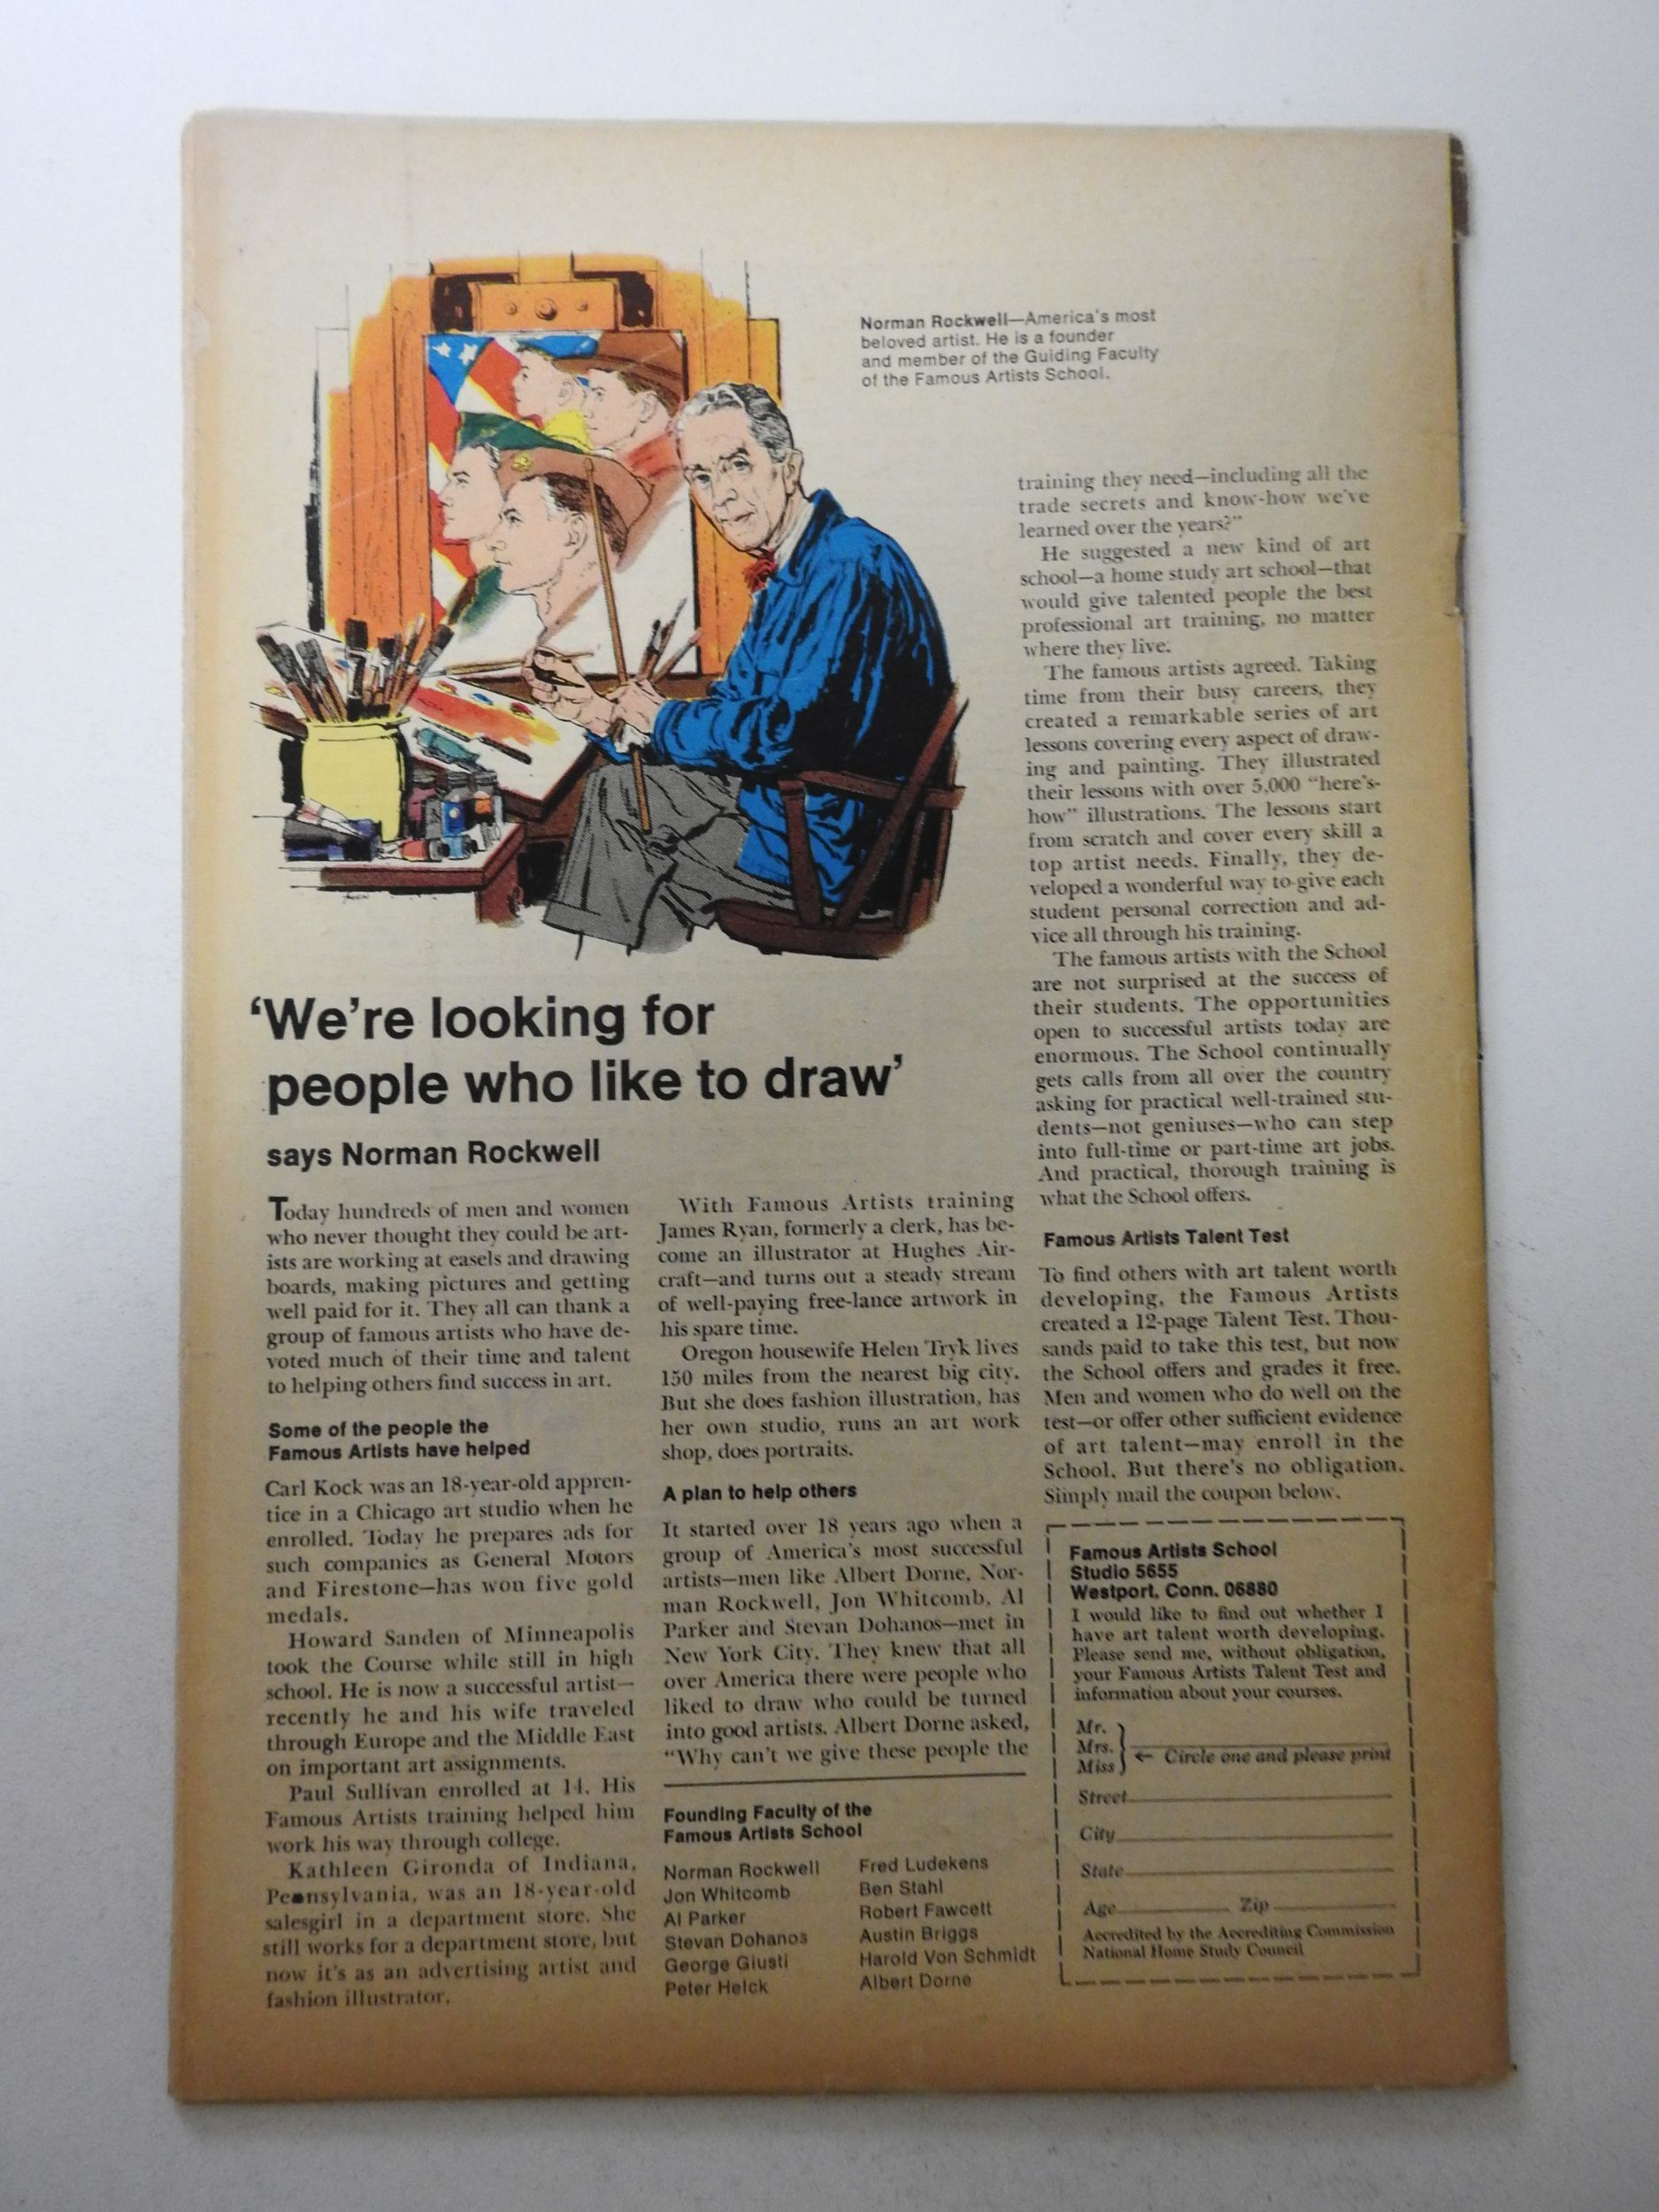 Norman Rockwell—America's most
beloved artist. He is a founder
and member of the Guiding Faculty
of the Famous Artists School.
'We're looking for
people who like to draw'
says Norman Rockwell
Today hundreds of men and women
who never thought they could be art-
ists are working at easels and drawing
boards, making pictures and getting
well paid for it. They all can thank a
group of famous artists who have de-
voted much of their time and talent
to helping others find success in art.
Some of the people the
Famous Artists have helped
Carl Kock was an 18-year-old appren-
tice in a Chicago art studio when he
enrolled. Today he prepares ads for
such companies as General Motors
and Firestone—has won five gold
medals.
Howard Sanden of Minneapolis
took the Course while still in high
school. He is now a successful artist—
recently he and his wife traveled
through Europe and the Middle East
on important art assignments.
Paul Sullivan enrolled at 14. His
Famous Artists training helped him
work his way through college.
Kathleen Gironda of Indiana,
Pennsylvania, was an 18-year-old
salesgirl in a department store. She
still works for a department store, but
now it's as an advertising artist and
fashion illustrator.
With Famous Artists training
James Ryan, formerly a clerk, has be-
come an illustrator at Hughes Air-
craft—and turns out a steady stream
of well-paying free-lance artwork in
his spare time.
Oregon housewife Helen Tryk lives
150 miles from the nearest big city.
But she does fashion illustration, has
her own studio, runs an art work
shop, does portraits.
A plan to help others
It started over 18 years ago when a
group of America's most successful
artists—men like Albert Dorne, Nor-
man Rockwell, Jon Whitcomb, Al
Parker and Stevan Dohanos—met in
New York City. They knew that all
over America there were people who
liked to draw who could be turned
into good artists. Albert Dorne asked,
"Why can't we give these people the
Founding Faculty of the
Famous Artists School
Norman Rockwell
Jon Whitcomb
Al Parker
Stevan Dohanos
George Giusti
Peter Helck
Fred Ludekens
Ben Stahl
Robert Fawcett
Austin Briggs
Harold Von Schmidt
Albert Dorne
training they need—including all the
trade secrets and know-how we've
learned over the years?"
He suggested a new kind of art
school—a home study art school—that
would give talented people the best
professional art training, no matter
where they live.
The famous artists agreed. Taking
time from their busy careers, they
created a remarkable series of art
lessons covering every aspect of draw-
ing and painting. They illustrated
their lessons with over 5,000 "here's-
how" illustrations. The lessons start
from scratch and cover every skill a
top artist needs. Finally, they de-
veloped a wonderful way to give each
student personal correction and ad-
vice all through his training.
The famous artists with the School
are not surprised at the success of
their students. The opportunities
open to successful artists today are
enormous. The School continually
gets calls from all over the country
asking for practical well-trained stu-
dents—not geniuses—who can step
into full-time or part-time art jobs.
And practical, thorough training is
what the School offers.
Famous Artists Talent Test
To find others with art talent worth
developing, the Famous Artists
created a 12-page Talent Test. Thou-
sands paid to take this test, but now
the School offers and grades it free.
Men and women who do well on the
test—or offer other sufficient evidence
of art talent—may enroll in the
School. But there's no obligation.
Simply mail the coupon below.
Famous Artists School
Studio 5655
Westport, Conn. 06880
I would like to find out whether I
have art talent worth developing.
Please send me, without obligation,
your Famous Artists Talent Test and
information about your courses.
Mr.
Mrs.
Miss
← Circle one and please print
Street
City
State
Age Zip
Accredited by the Accrediting Commission
National Home Study Council